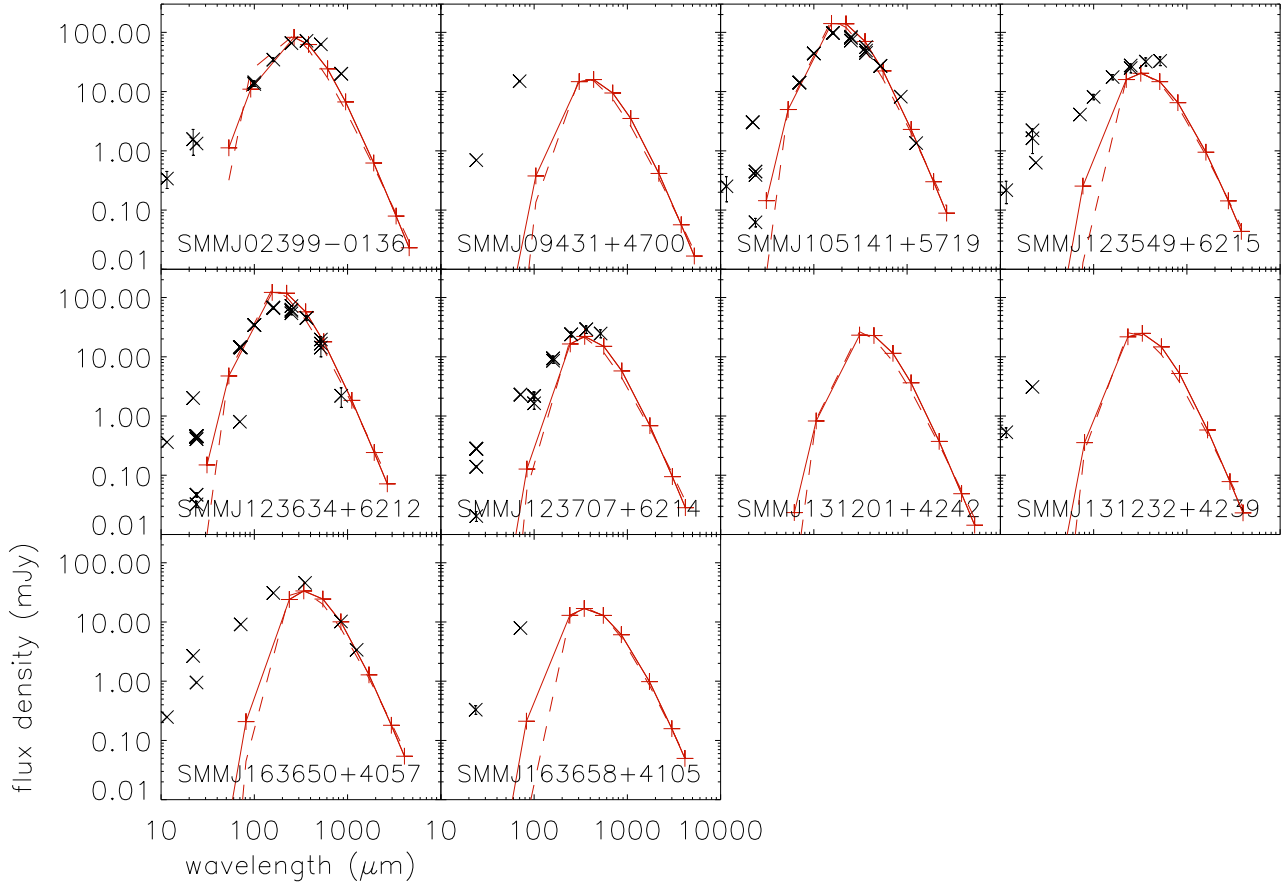 100.00
10.00
1.00
0.10
0.01
SMMJ02399−0136
SMMJ09431+4700
SMMJ105141+5719
SMMJ123549+6215
100.00
10.00
1.00
0.10
0.01
SMMJ123634+6212
SMMJ123707+6214
SMMJ131201+4242
SMMJ131232+4239
flux density (mJy)
100.00
10.00
1.00
0.10
0.01
SMMJ163650+4057
SMMJ163658+4105
10 100 1000 10 100 1000 10000
wavelength (μm)